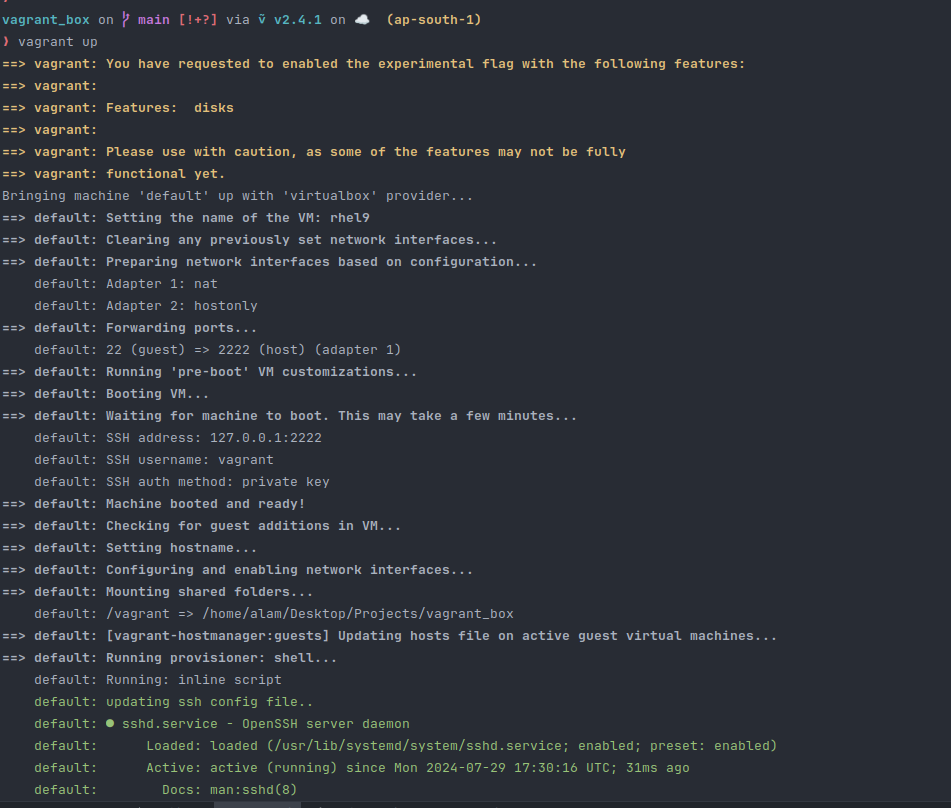 vagrant_box on main [!+?] via ṽ v2.4.1 on ☁ (ap-south-1)
❯ vagrant up
==> vagrant: You have requested to enabled the experimental flag with the following features:
==> vagrant:
==> vagrant: Features:  disks
==> vagrant:
==> vagrant: Please use with caution, as some of the features may not be fully
==> vagrant: functional yet.
Bringing machine 'default' up with 'virtualbox' provider...
==> default: Setting the name of the VM: rhel9
==> default: Clearing any previously set network interfaces...
==> default: Preparing network interfaces based on configuration...
    default: Adapter 1: nat
    default: Adapter 2: hostonly
==> default: Forwarding ports...
    default: 22 (guest) => 2222 (host) (adapter 1)
==> default: Running 'pre-boot' VM customizations...
==> default: Booting VM...
==> default: Waiting for machine to boot. This may take a few minutes...
    default: SSH address: 127.0.0.1:2222
    default: SSH username: vagrant
    default: SSH auth method: private key
==> default: Machine booted and ready!
==> default: Checking for guest additions in VM...
==> default: Setting hostname...
==> default: Configuring and enabling network interfaces...
==> default: Mounting shared folders...
    default: /vagrant => /home/alam/Desktop/Projects/vagrant_box
==> default: [vagrant-hostmanager:guests] Updating hosts file on active guest virtual machines...
==> default: Running provisioner: shell...
    default: Running: inline script
    default: updating ssh config file..
    default: ● sshd.service - OpenSSH server daemon
    default:      Loaded: loaded (/usr/lib/systemd/system/sshd.service; enabled; preset: enabled)
    default:      Active: active (running) since Mon 2024-07-29 17:30:16 UTC; 31ms ago
    default:        Docs: man:sshd(8)